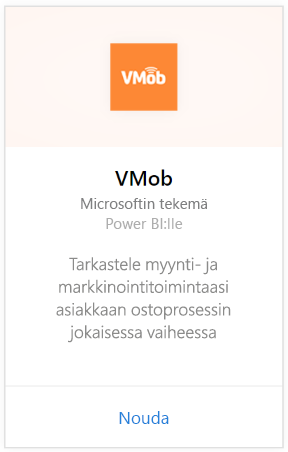 VMob
VMob
Microsoftin tekemä
Power BI:lle
Tarkastele myynti- ja
markkinointitoimintaasi
asiakkaan ostoprosessin
jokaisessa vaiheessa
Nouda